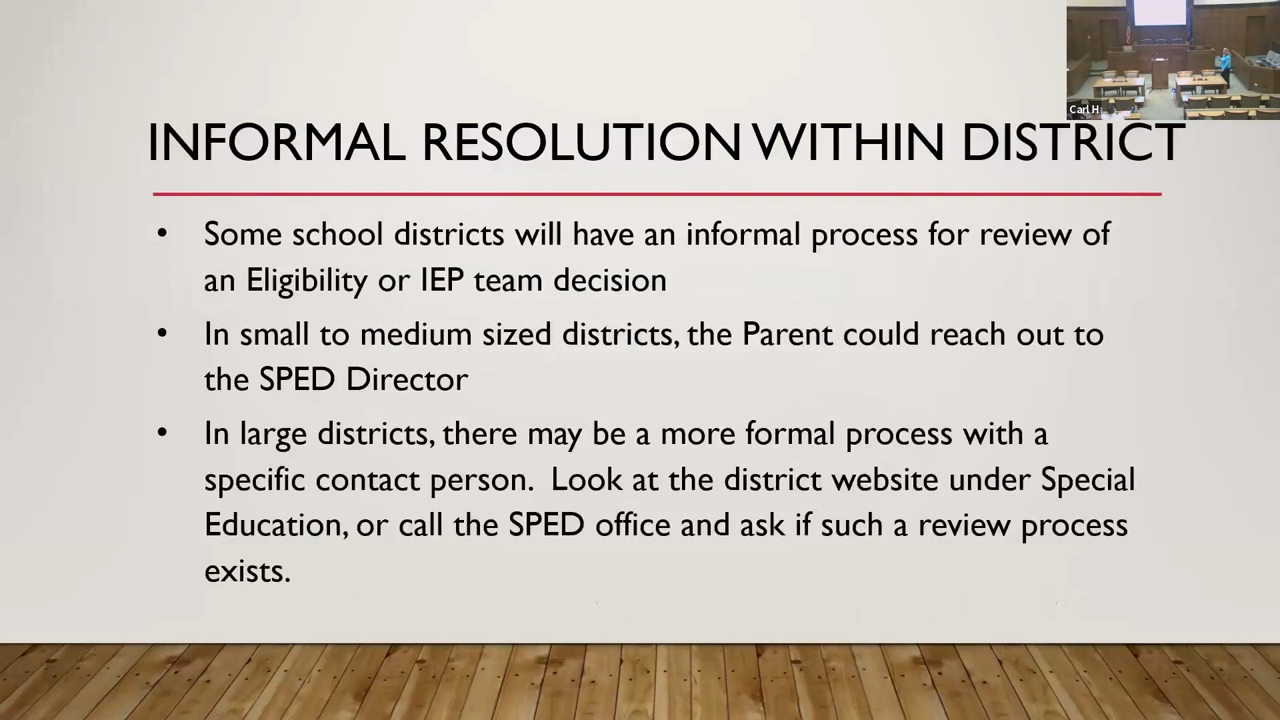 Carl H
INFORMAL RESOLUTION WITHIN DISTRICT
• Some school districts will have an informal process for review of
an Eligibility or IEP team decision
• In small to medium sized districts, the Parent could reach out to
the SPED Director
• In large districts, there may be a more formal process with a
specific contact person.  Look at the district website under Special
Education, or call the SPED office and ask if such a review process
exists.